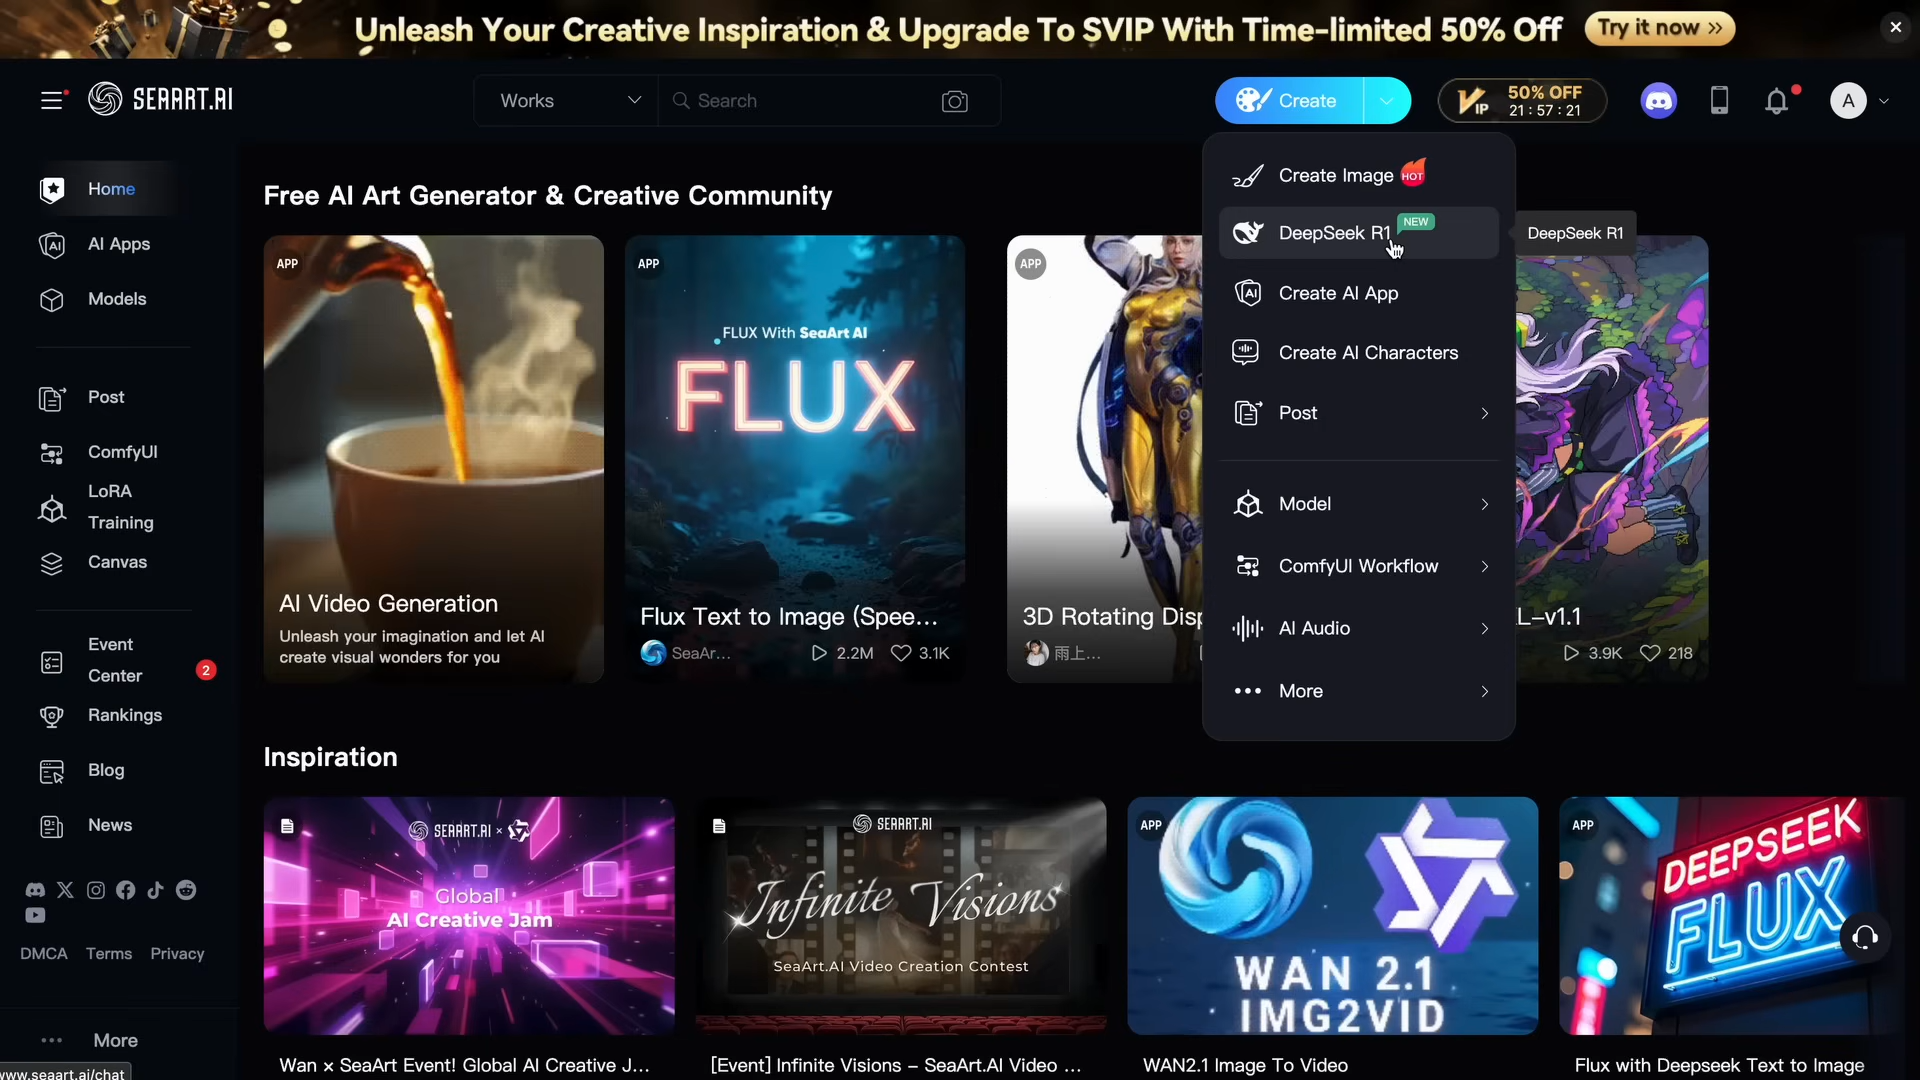 Unleash Your Creative Inspiration & Upgrade To SVIP With Time-limited 50% Off
Try it now »
SEAART.AI
Works
Search
Create
VIP
50% OFF
21 : 57 : 21
A
Home
AI Apps
Models
Post
ComfyUI
LoRA
Training
Canvas
Event
Center
2
Rankings
Blog
News
DMCA Terms Privacy
More
www.seaart.ai/chat
Free AI Art Generator & Creative Community
APP
AI Video Generation
Unleash your imagination and let AI
create visual wonders for you
APP
FLUX With SeaArt AI
FLUX
Flux Text to Image (Spee...
SeaAr... 2.2M 3.1K
APP
3D Rotating Disp
雨上...
L-v1.1
3.9K 218
Create Image HOT
DeepSeek R1 NEW
DeepSeek R1
Create AI App
Create AI Characters
Post
Model
ComfyUI Workflow
AI Audio
More
Inspiration
SEAART.AI ×
Global
AI Creative Jam
Wan × SeaArt Event! Global AI Creative J...
SEAART.AI
Infinite Visions
SeaArt.AI Video Creation Contest
[Event] Infinite Visions – SeaArt.AI Video ...
APP
WAN 2.1
IMG2VID
WAN2.1 Image To Video
APP
DEEPSEEK
FLUX
Flux with Deepseek Text to Image